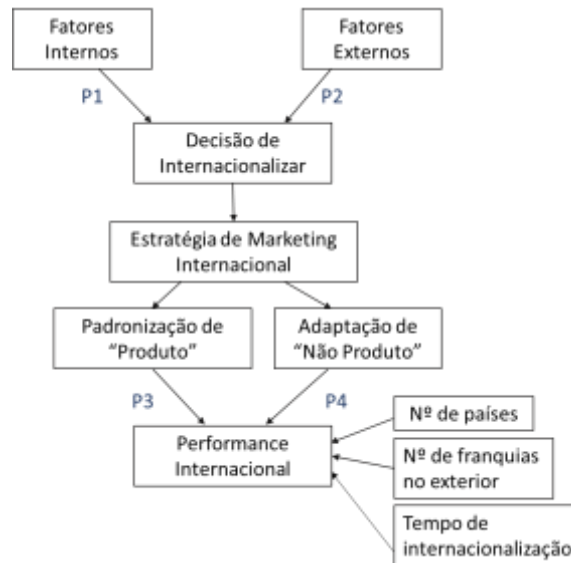 Fatores
Internos
Fatores
Externos
P1
P2
Decisão de
Internacionalizar
Estratégia de Marketing
Internacional
Padronização de
“Produto”
Adaptação de
“Não Produto”
P3
P4
Nº de países
Performance
Internacional
Nº de franquias
no exterior
Tempo de
internacionalização